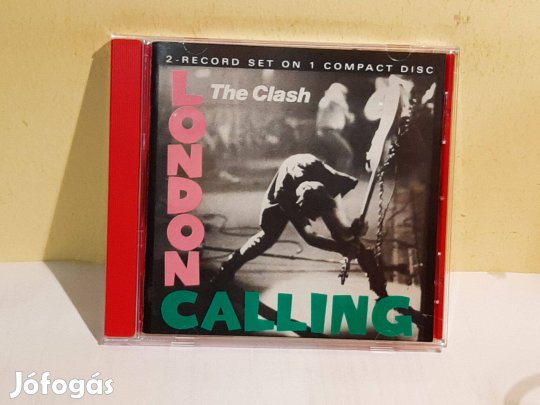 2-RECORD SET ON 1 COMPACT DISC
The Clash
LONDON
CALLING
Jófogás